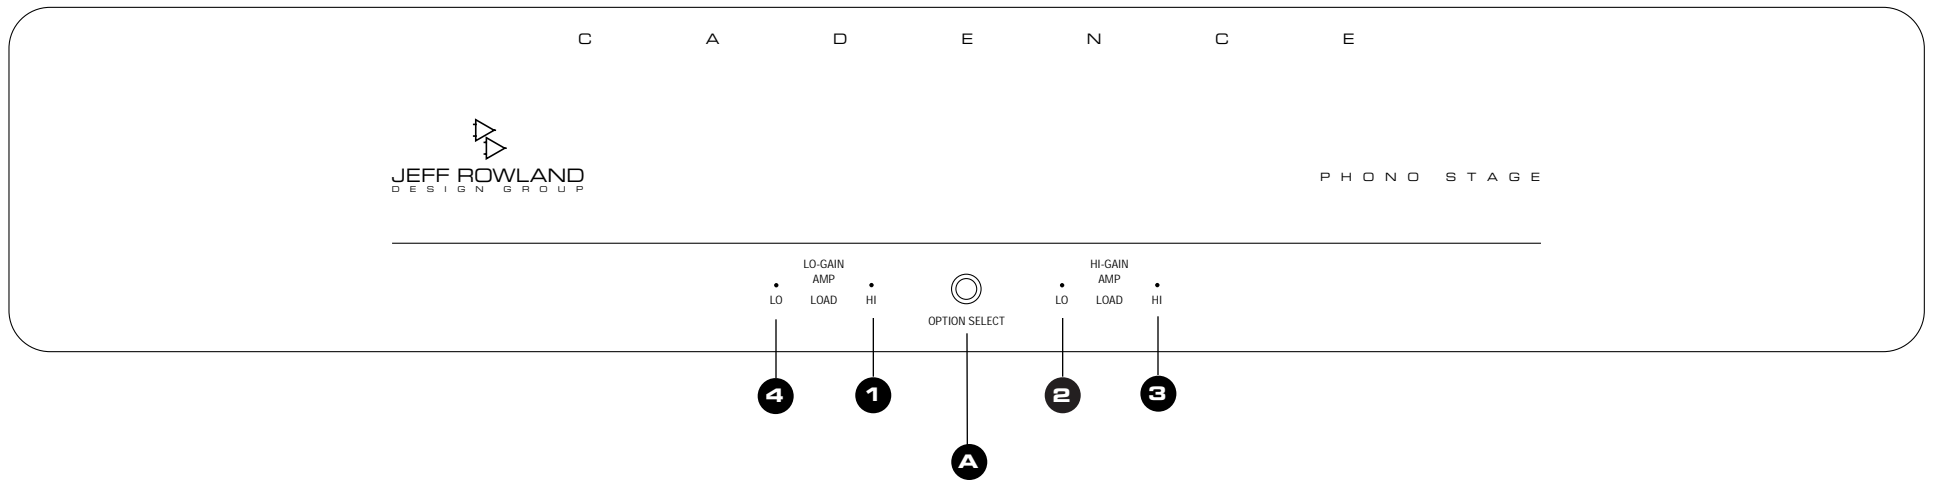 C A D E N C E
JEFF ROWLAND
DESIGN GROUP
PHONO STAGE
LO-GAIN
AMP
LO LOAD HI
OPTION SELECT
HI-GAIN
AMP
LO LOAD HI
4 1 2 3
A